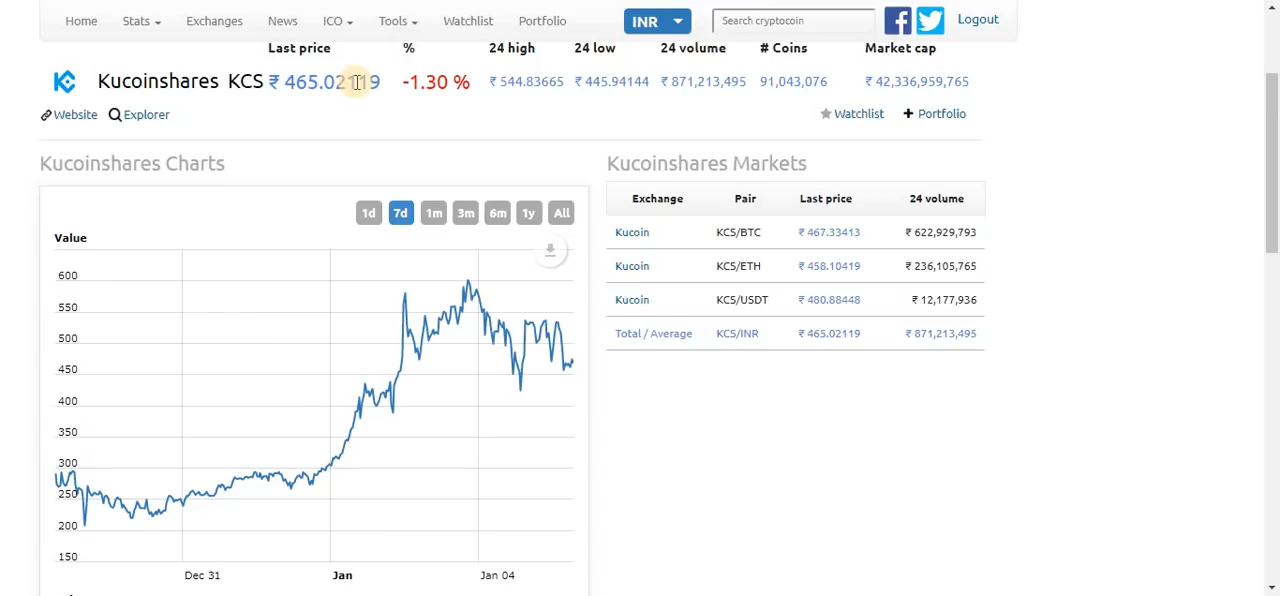 Home Stats Exchanges News ICO Tools Watchlist Portfolio INR Search cryptocoin Logout
Last price % 24 high 24 low 24 volume # Coins Market cap
Kucoinshares KCS ₹ 465.02119 -1.30 % ₹ 544.83665 ₹ 445.94144 ₹ 871,213,495 91,043,076 ₹ 42,336,959,765
Website Explorer Watchlist Portfolio
Kucoinshares Charts
1d 7d 1m 3m 6m 1y All
Value
600
550
500
450
400
350
300
250
200
150
Dec 31 Jan Jan 04
Kucoinshares Markets
Exchange Pair Last price 24 volume
Kucoin KCS/BTC ₹ 467.33413 ₹ 622,929,793
Kucoin KCS/ETH ₹ 458.10419 ₹ 236,105,765
Kucoin KCS/USDT ₹ 480.88448 ₹ 12,177,936
Total / Average KCS/INR ₹ 465.02119 ₹ 871,213,495